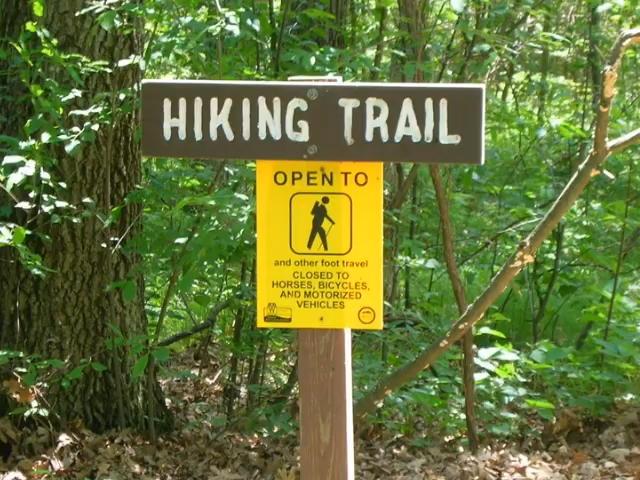 HIKING TRAIL
OPEN TO
and other foot travel
CLOSED TO
HORSES, BICYCLES,
AND MOTORIZED
VEHICLES